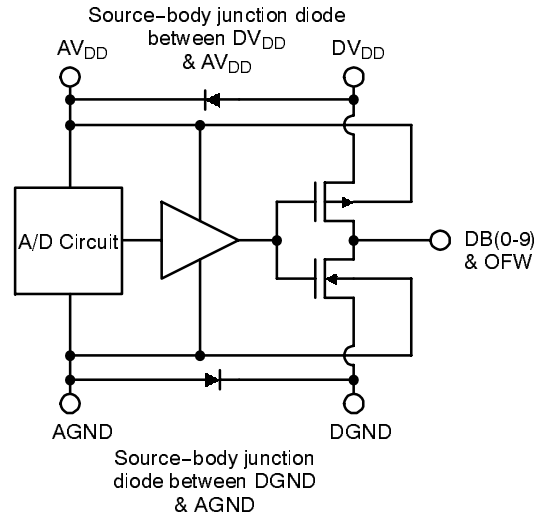 Source–body junction diode
between DVDD
& AVDD
AVDD
DVDD
A/D Circuit
DB(0-9)
& OFW
AGND
DGND
Source–body junction
diode between DGND
& AGND